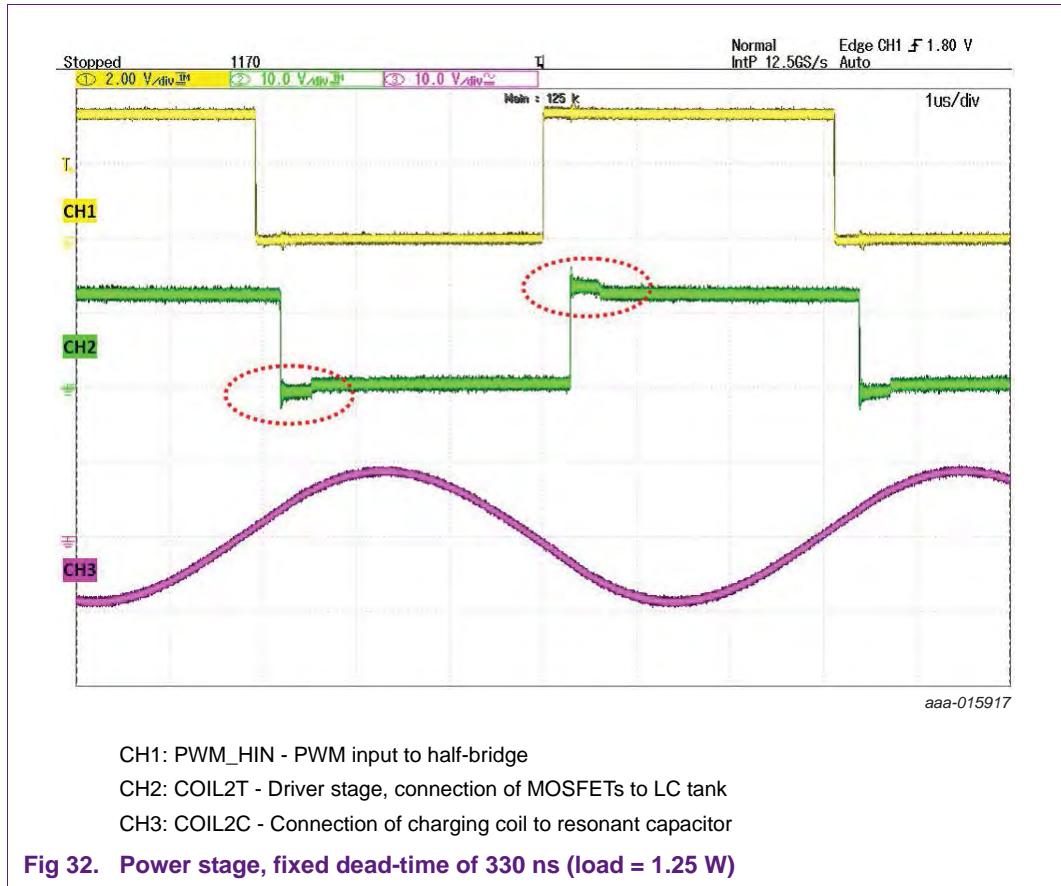 Normal Edge CH1 1.80 V
Stopped 1170 IntP 12.5GS/s Auto
1 2.00 V/div 2 10.0 V/div 3 10.0 V/div
Main : 125 k
1us/div
T
CH1
CH2
CH3
aaa-015917
CH1: PWM_HIN - PWM input to half-bridge
CH2: COIL2T - Driver stage, connection of MOSFETs to LC tank
CH3: COIL2C - Connection of charging coil to resonant capacitor
Fig 32. Power stage, fixed dead-time of 330 ns (load = 1.25 W)